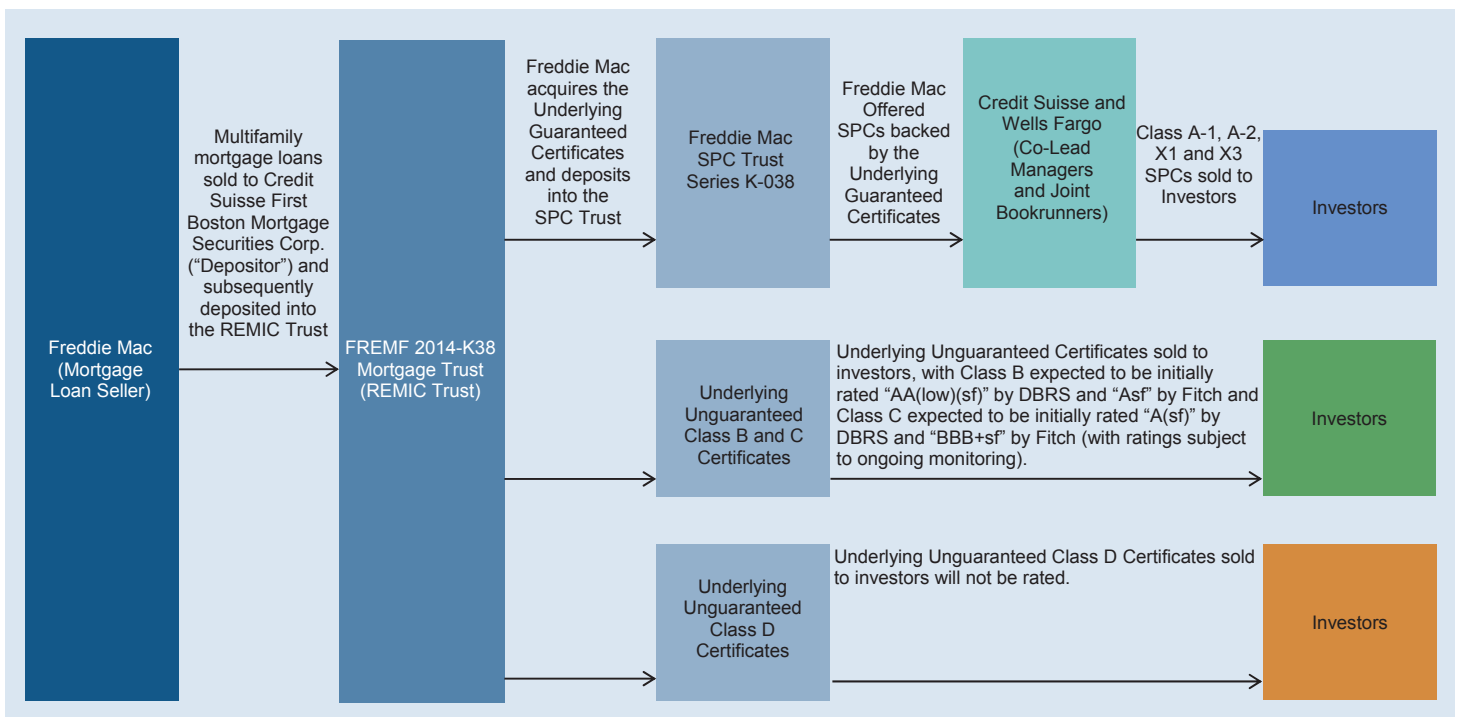 Freddie Mac
(Mortgage
Loan Seller)
Multifamily
mortgage loans
sold to Credit
Suisse First
Boston Mortgage
Securities Corp.
(“Depositor”) and
subsequently
deposited into
the REMIC Trust
FREMF 2014-K38
Mortgage Trust
(REMIC Trust)
Freddie Mac
acquires the
Underlying
Guaranteed
Certificates
and deposits
into the
SPC Trust
Freddie Mac
SPC Trust
Series K-038
Freddie Mac
Offered
SPCs backed
by the
Underlying
Guaranteed
Certificates
Credit Suisse and
Wells Fargo
(Co-Lead
Managers
and Joint
Bookrunners)
Class A-1, A-2,
X1 and X3
SPCs sold to
Investors
Investors
Underlying
Unguaranteed
Class B and C
Certificates
Underlying Unguaranteed Certificates sold to
investors, with Class B expected to be initially
rated “AA(low)(sf)” by DBRS and “Asf” by Fitch and
Class C expected to be initially rated “A(sf)” by
DBRS and “BBB+sf” by Fitch (with ratings subject
to ongoing monitoring).
Investors
Underlying
Unguaranteed
Class D
Certificates
Underlying Unguaranteed Class D Certificates sold
to investors will not be rated.
Investors